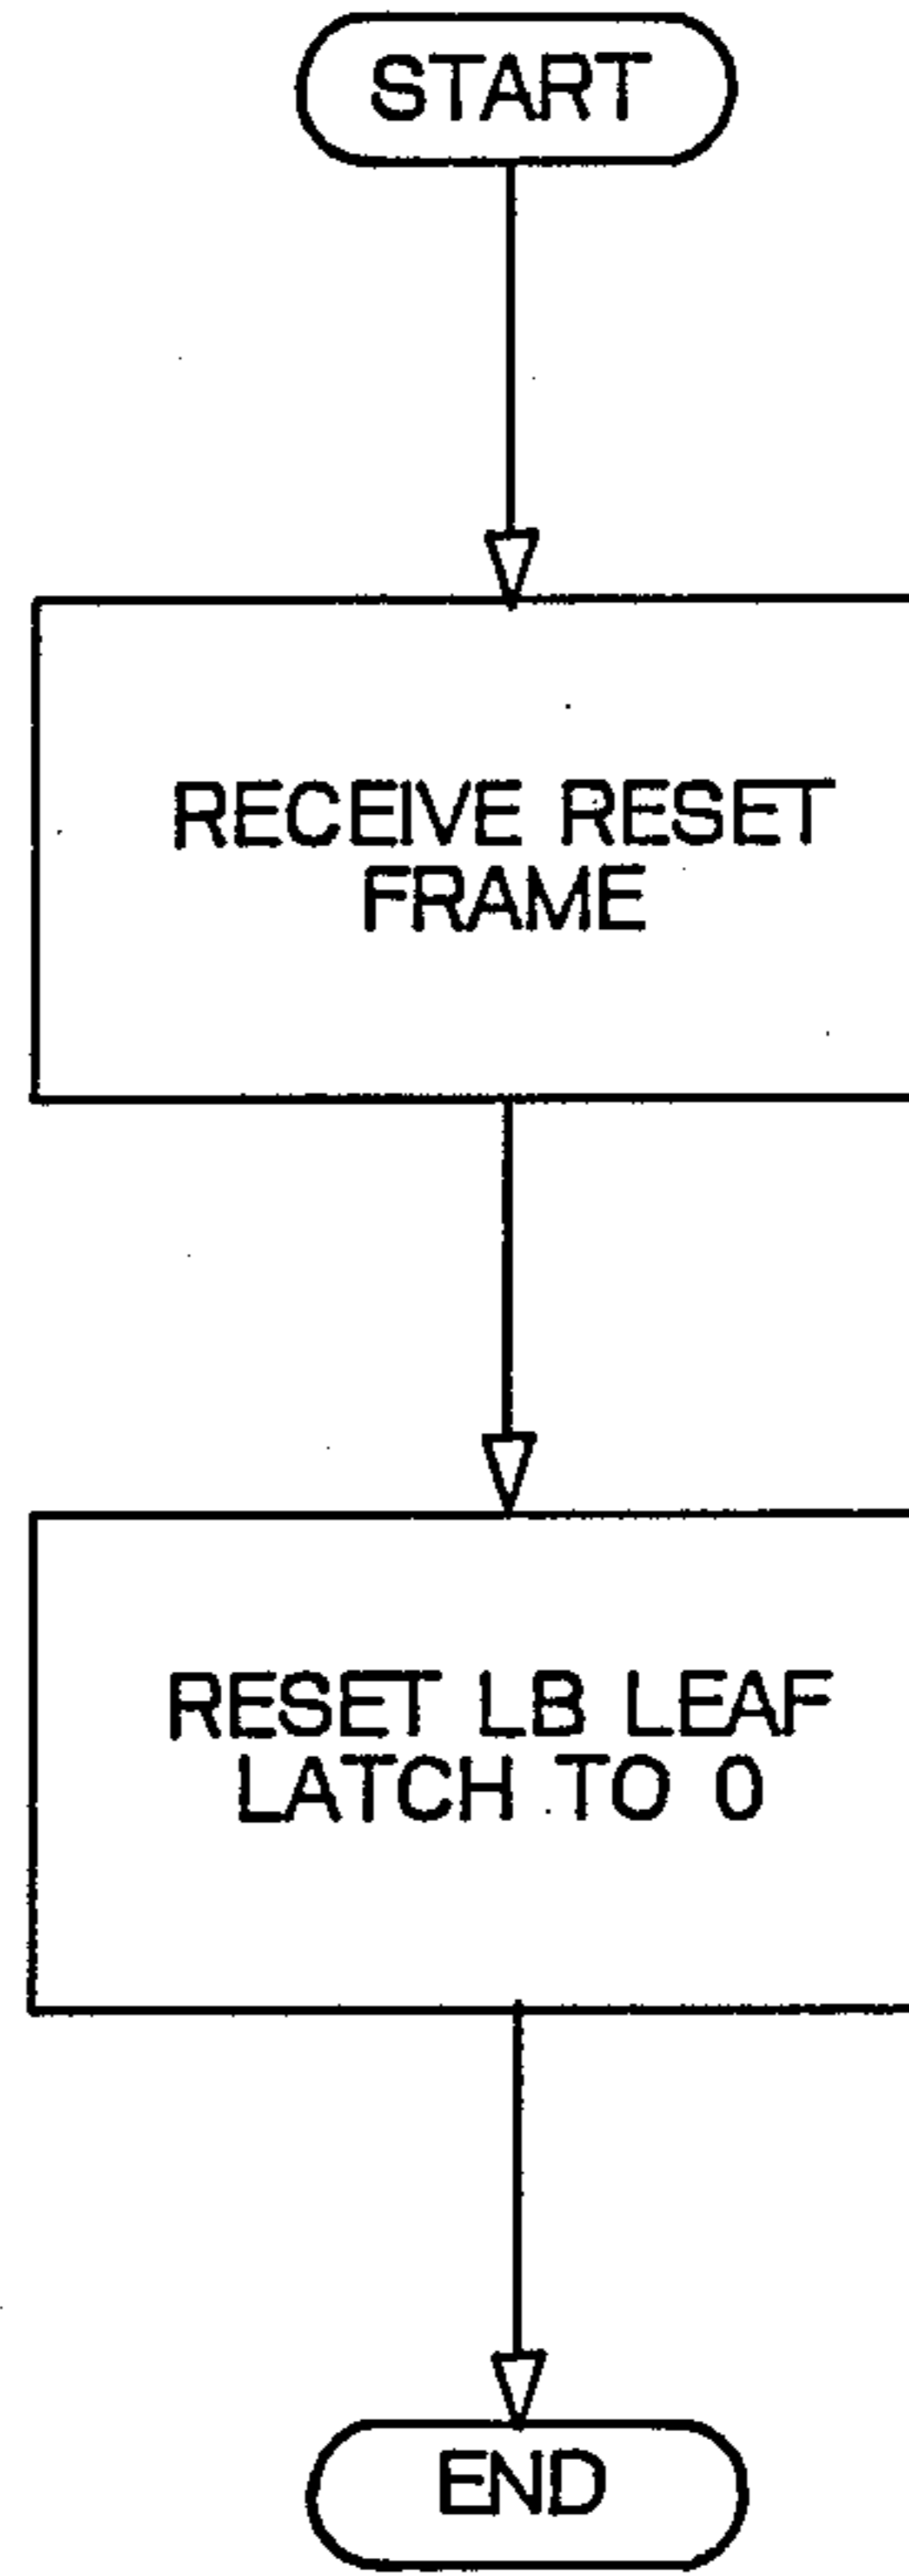 START
RECEIVE RESET
FRAME
RESET LB LEAF
LATCH TO 0
END